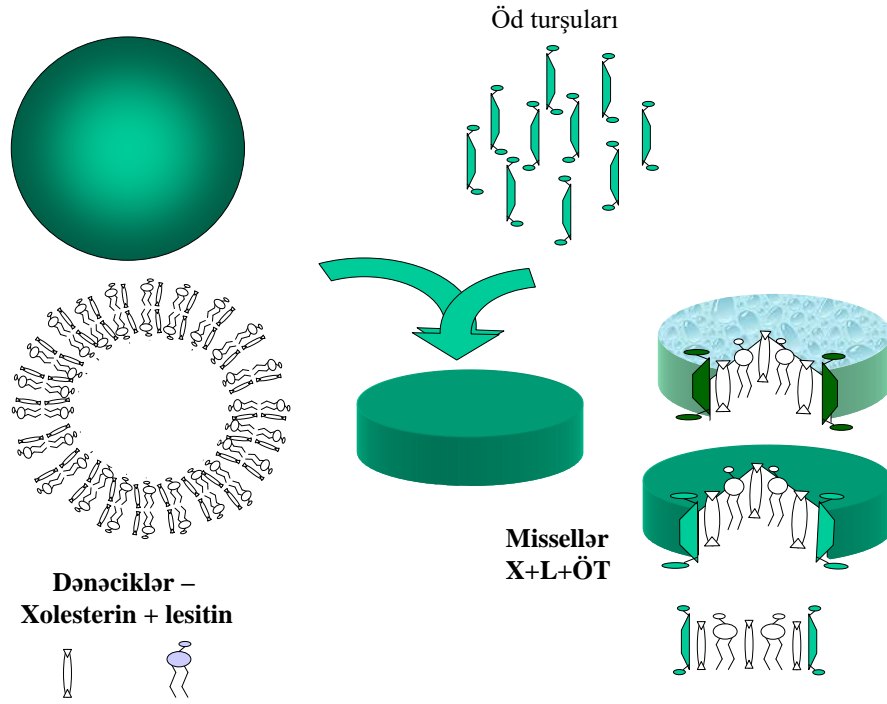 Öd turşuları
Missellər
X+L+ÖT
Dənəciklər –
Xolesterin + lesitin